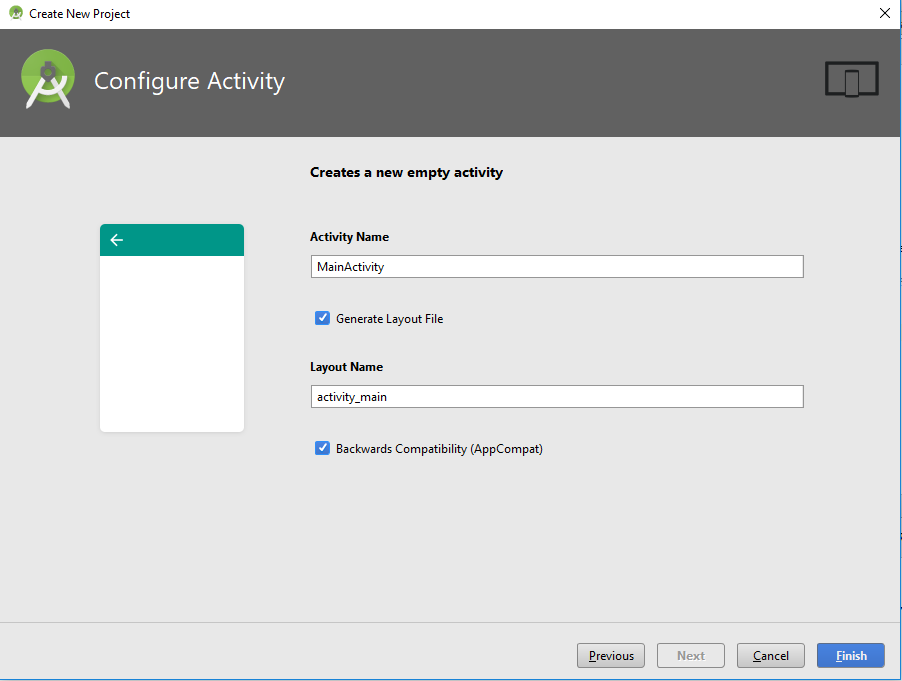 Create New Project
Configure Activity
Creates a new empty activity
Activity Name
MainActivity
Generate Layout File
Layout Name
activity_main
Backwards Compatibility (AppCompat)
Previous Next Cancel Finish